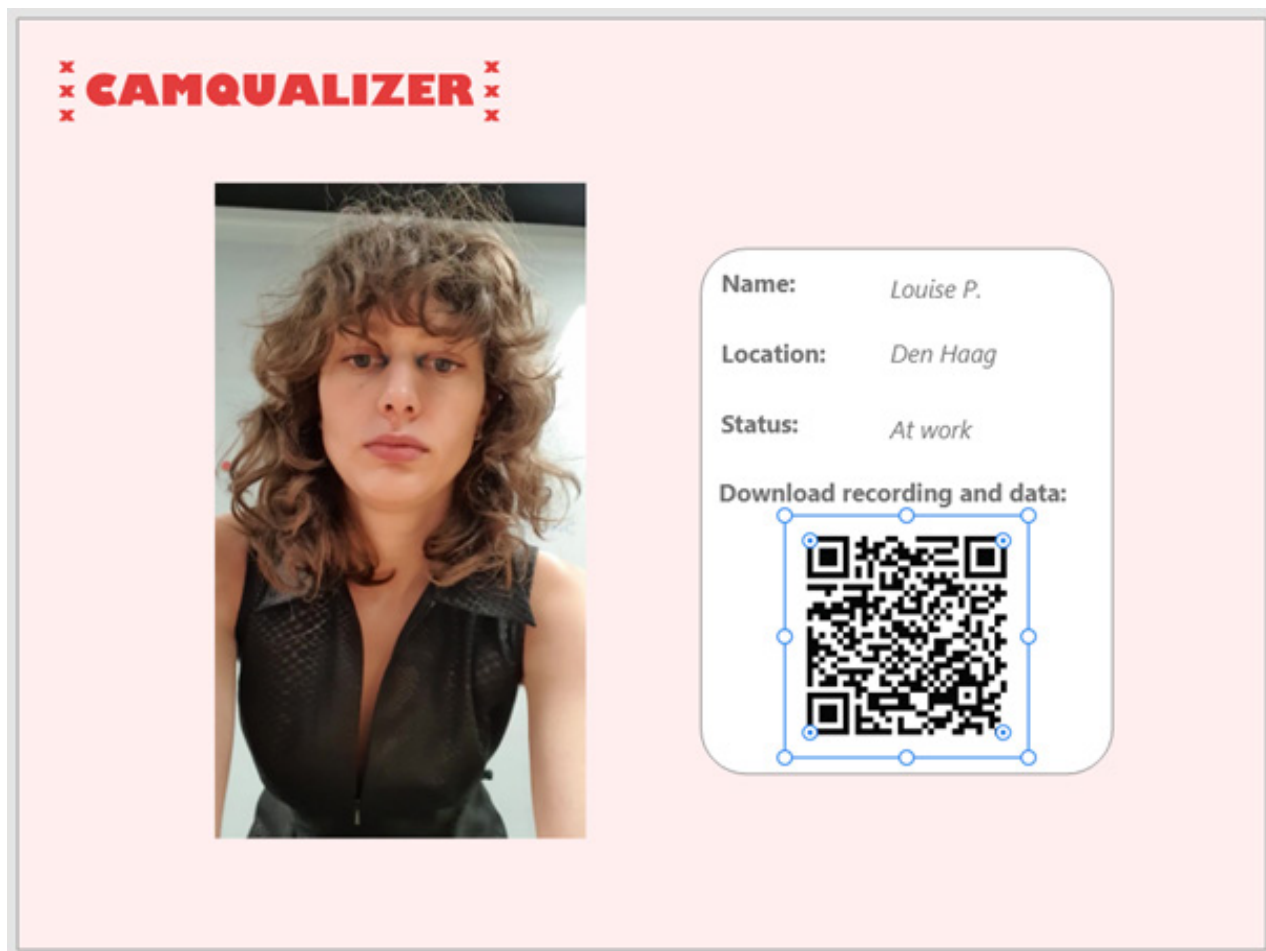 x CAMQUALIZER x
x x
x x
Name: Louise P.
Location: Den Haag
Status: At work
Download recording and data: